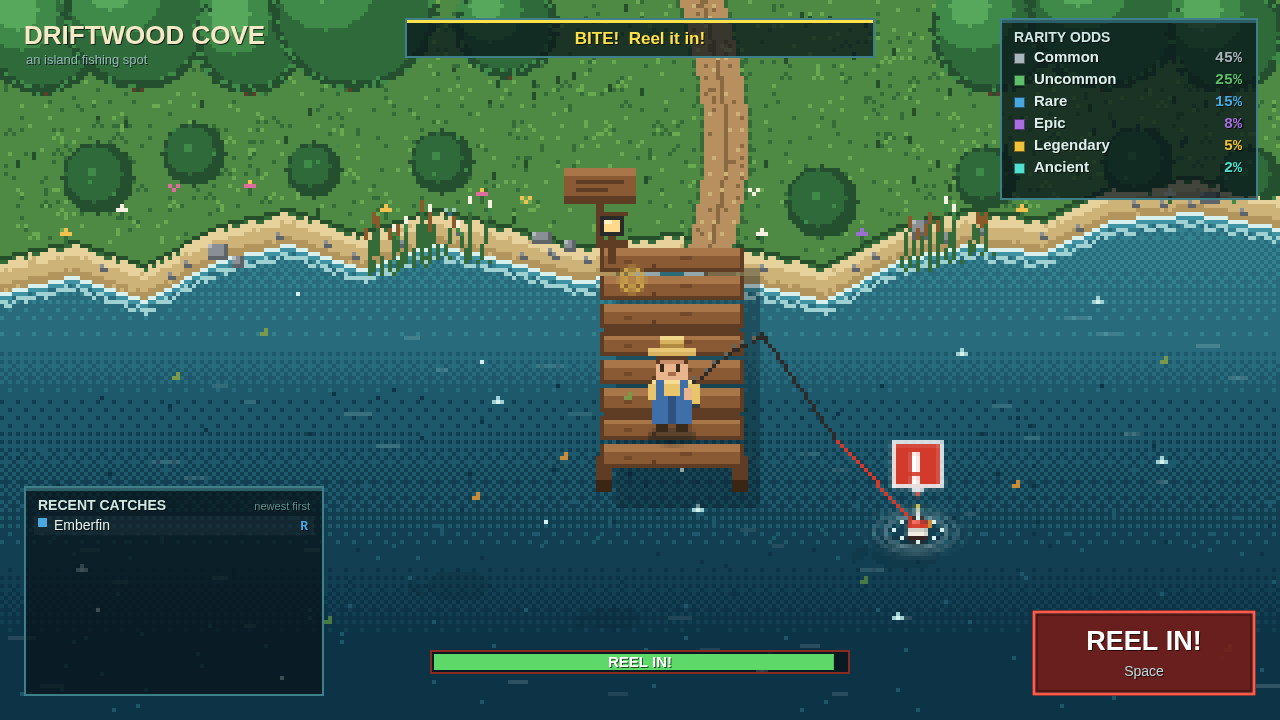 DRIFTWOOD COVE
an island fishing spot
BITE! Reel it in!
RARITY ODDS
Common 45%
Uncommon 25%
Rare 15%
Epic 8%
Legendary 5%
Ancient 2%
!
RECENT CATCHES newest first
Emberfin R
REEL IN!
REEL IN!
Space